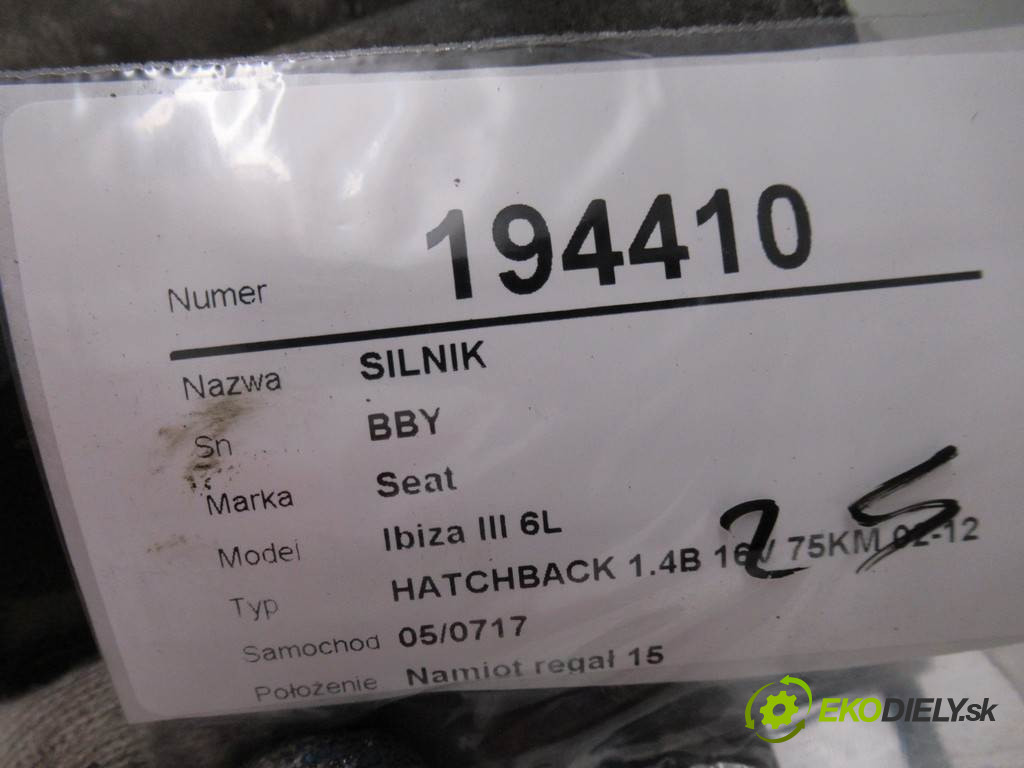 Numer 194410
Nazwa SILNIK
Sn BBY
Marka Seat
Model Ibiza III 6L
Typ HATCHBACK 1.4B 16V 75KM 02-12
Samochod 05/0717
Położenie Namiot regał 15
25
EKODIELY.sk